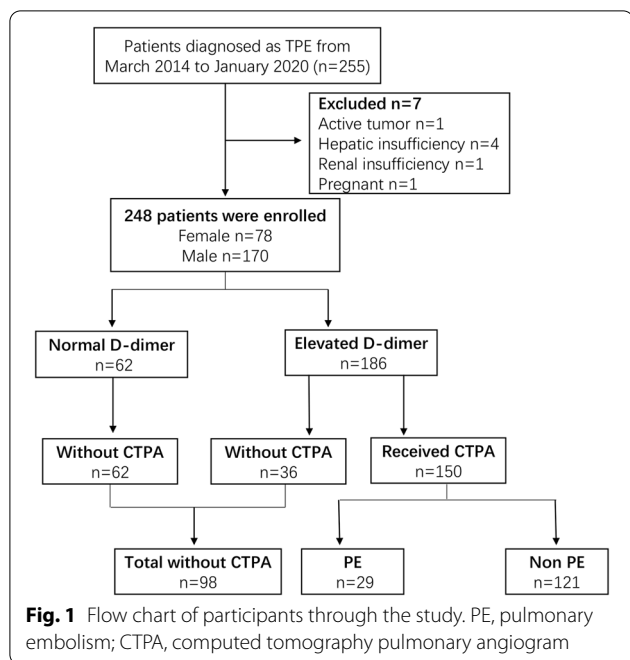 Patients diagnosed as TPE from
March 2014 to January 2020 (n=255)
Excluded n=7
Active tumor n=1
Hepatic insufficiency n=4
Renal insufficiency n=1
Pregnant n=1
248 patients were enrolled
Female n=78
Male n=170
Normal D-dimer
n=62
Elevated D-dimer
n=186
Without CTPA
n=62
Without CTPA
n=36
Received CTPA
n=150
Total without CTPA
n=98
PE
n=29
Non PE
n=121
Fig. 1 Flow chart of participants through the study. PE, pulmonary
embolism; CTPA, computed tomography pulmonary angiogram